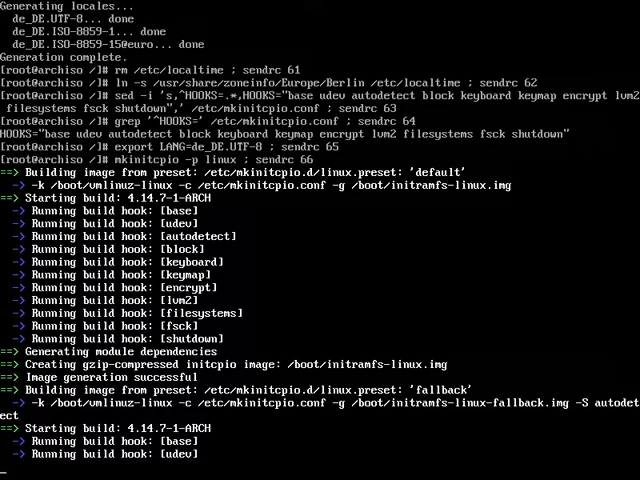 Generating locales...
  de_DE.UTF-8... done
  de_DE.ISO-8859-1... done
  de_DE.ISO-8859-15@euro... done
Generation complete.
[root@archiso /]# rm /etc/localtime ; sendrc 61
[root@archiso /]# ln -s /usr/share/zoneinfo/Europe/Berlin /etc/localtime ; sendrc 62
[root@archiso /]# sed -i 's,^HOOKS=.*,HOOKS="base udev autodetect block keyboard keymap encrypt lvm2
 filesystems fsck shutdown",' /etc/mkinitcpio.conf ; sendrc 63
[root@archiso /]# grep '^HOOKS=' /etc/mkinitcpio.conf ; sendrc 64
HOOKS="base udev autodetect block keyboard keymap encrypt lvm2 filesystems fsck shutdown"
[root@archiso /]# export LANG=de_DE.UTF-8 ; sendrc 65
[root@archiso /]# mkinitcpio -p linux ; sendrc 66
==> Building image from preset: /etc/mkinitcpio.d/linux.preset: 'default'
  -> -k /boot/vmlinuz-linux -c /etc/mkinitcpio.conf -g /boot/initramfs-linux.img
==> Starting build: 4.14.7-1-ARCH
  -> Running build hook: [base]
  -> Running build hook: [udev]
  -> Running build hook: [autodetect]
  -> Running build hook: [block]
  -> Running build hook: [keyboard]
  -> Running build hook: [keymap]
  -> Running build hook: [encrypt]
  -> Running build hook: [lvm2]
  -> Running build hook: [filesystems]
  -> Running build hook: [fsck]
  -> Running build hook: [shutdown]
==> Generating module dependencies
==> Creating gzip-compressed initcpio image: /boot/initramfs-linux.img
==> Image generation successful
==> Building image from preset: /etc/mkinitcpio.d/linux.preset: 'fallback'
  -> -k /boot/vmlinuz-linux -c /etc/mkinitcpio.conf -g /boot/initramfs-linux-fallback.img -S autodet
ect
==> Starting build: 4.14.7-1-ARCH
  -> Running build hook: [base]
  -> Running build hook: [udev]
_